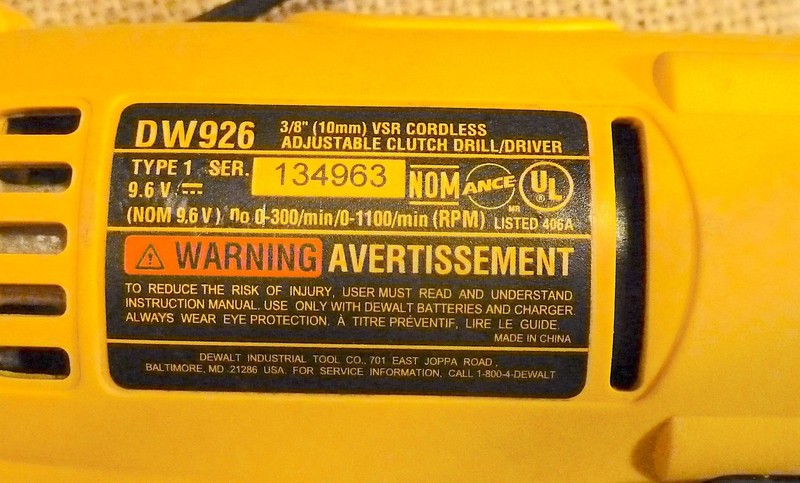 DW926 3/8" (10mm) VSR CORDLESS
ADJUSTABLE CLUTCH DRILL/DRIVER
TYPE 1 SER. 134963 NOM ANCE UL
9.6 V MR
(NOM 9,6 V) no 0-300/min/0-1100/min (RPM) LISTED 406A
WARNING AVERTISSEMENT
TO REDUCE THE RISK OF INJURY, USER MUST READ AND UNDERSTAND
INSTRUCTION MANUAL. USE ONLY WITH DEWALT BATTERIES AND CHARGER.
ALWAYS WEAR EYE PROTECTION. À TITRE PRÉVENTIF, LIRE LE GUIDE.
MADE IN CHINA
DEWALT INDUSTRIAL TOOL CO., 701 EAST JOPPA ROAD,
BALTIMORE, MD 21286 USA. FOR SERVICE INFORMATION, CALL 1-800-4-DEWALT